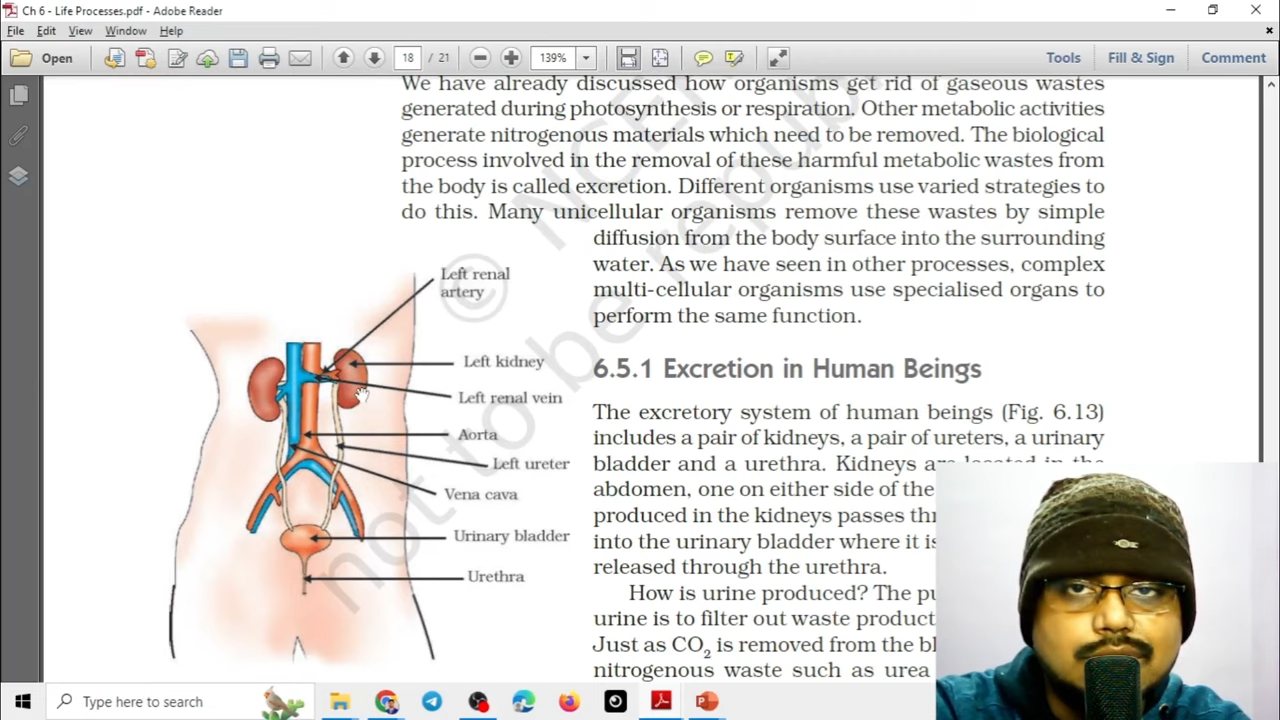 Ch 6 - Life Processes.pdf - Adobe Reader
File Edit View Window Help
Open 18 / 21 139% Tools Fill & Sign Comment
We have already discussed how organisms get rid of gaseous wastes
generated during photosynthesis or respiration. Other metabolic activities
generate nitrogenous materials which need to be removed. The biological
process involved in the removal of these harmful metabolic wastes from
the body is called excretion. Different organisms use varied strategies to
do this. Many unicellular organisms remove these wastes by simple
diffusion from the body surface into the surrounding
water. As we have seen in other processes, complex
multi-cellular organisms use specialised organs to
perform the same function.
Left renal
artery
Left kidney
Left renal vein
Aorta
Left ureter
Vena cava
Urinary bladder
Urethra
6.5.1 Excretion in Human Beings
The excretory system of human beings (Fig. 6.13)
includes a pair of kidneys, a pair of ureters, a urinary
bladder and a urethra. Kidneys are located in the
abdomen, one on either side of the
produced in the kidneys passes
into the urinary bladder where it is
released through the urethra.
How is urine produced? The
urine is to filter out waste
Just as CO₂ is removed from the
nitrogenous waste such as urea
©
not to be republ
Type here to search